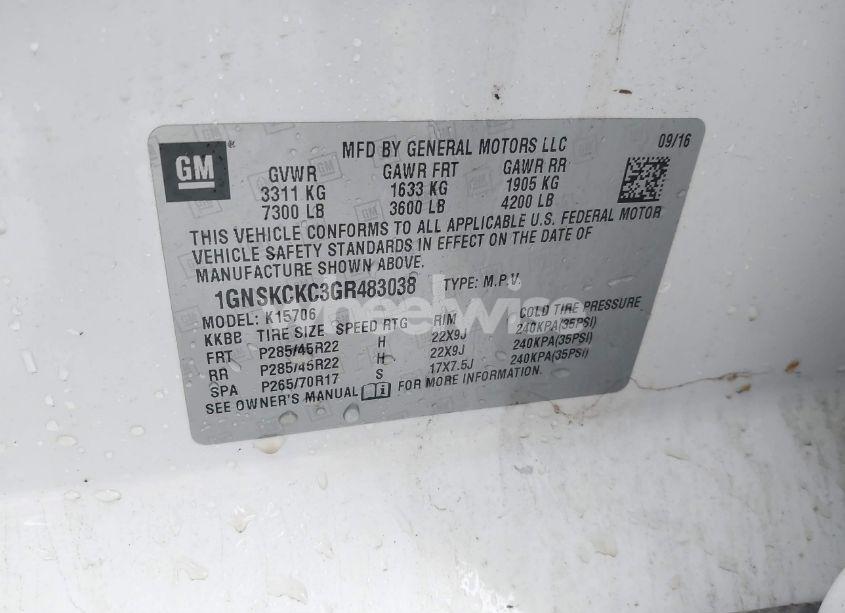 GM
MFD BY GENERAL MOTORS LLC
09/16
GVWR GAWR FRT GAWR RR
3311 KG 1633 KG 1905 KG
7300 LB 3600 LB 4200 LB
THIS VEHICLE CONFORMS TO ALL APPLICABLE U.S. FEDERAL MOTOR
VEHICLE SAFETY STANDARDS IN EFFECT ON THE DATE OF
MANUFACTURE SHOWN ABOVE.
1GNSKCKC3GR483038 TYPE: M.P.V.
MODEL: K15706
KKBB TIRE SIZE SPEED RTG RIM COLD TIRE PRESSURE
FRT P285/45R22 H 22X9J 240KPA(35PSI)
RR P285/45R22 H 22X9J 240KPA(35PSI)
SPA P265/70R17 S 17X7.5J 240KPA(35PSI)
SEE OWNER'S MANUAL FOR MORE INFORMATION.